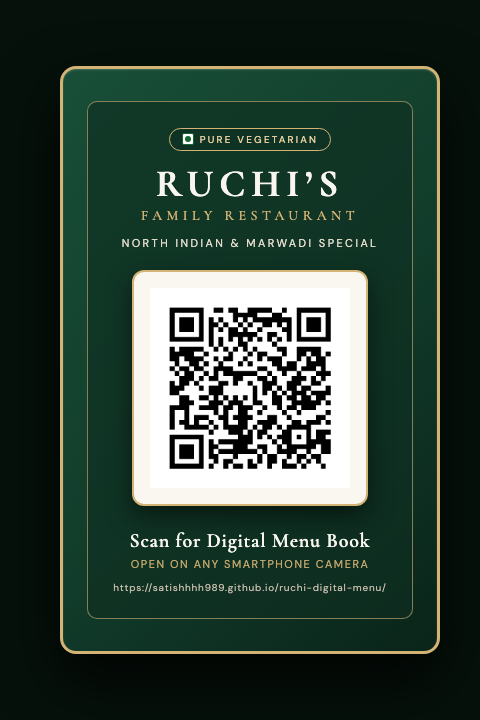 PURE VEGETARIAN
RUCHI’S
FAMILY RESTAURANT
NORTH INDIAN & MARWADI SPECIAL
Scan for Digital Menu Book
OPEN ON ANY SMARTPHONE CAMERA
https://satishhhh989.github.io/ruchi-digital-menu/